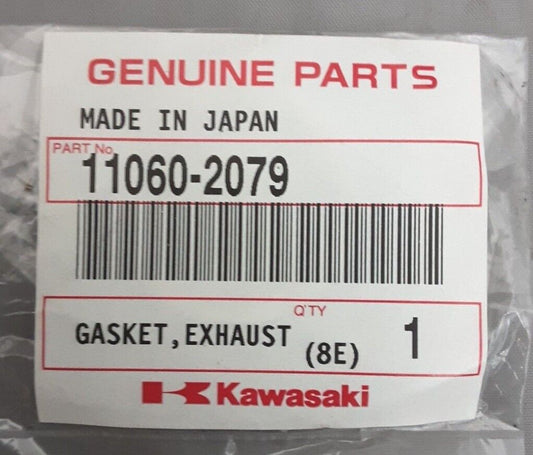 GENUINE PARTS
MADE IN JAPAN
PART No.
11060-2079
Q'TY
GASKET,EXHAUST (8E) 1
Kawasaki